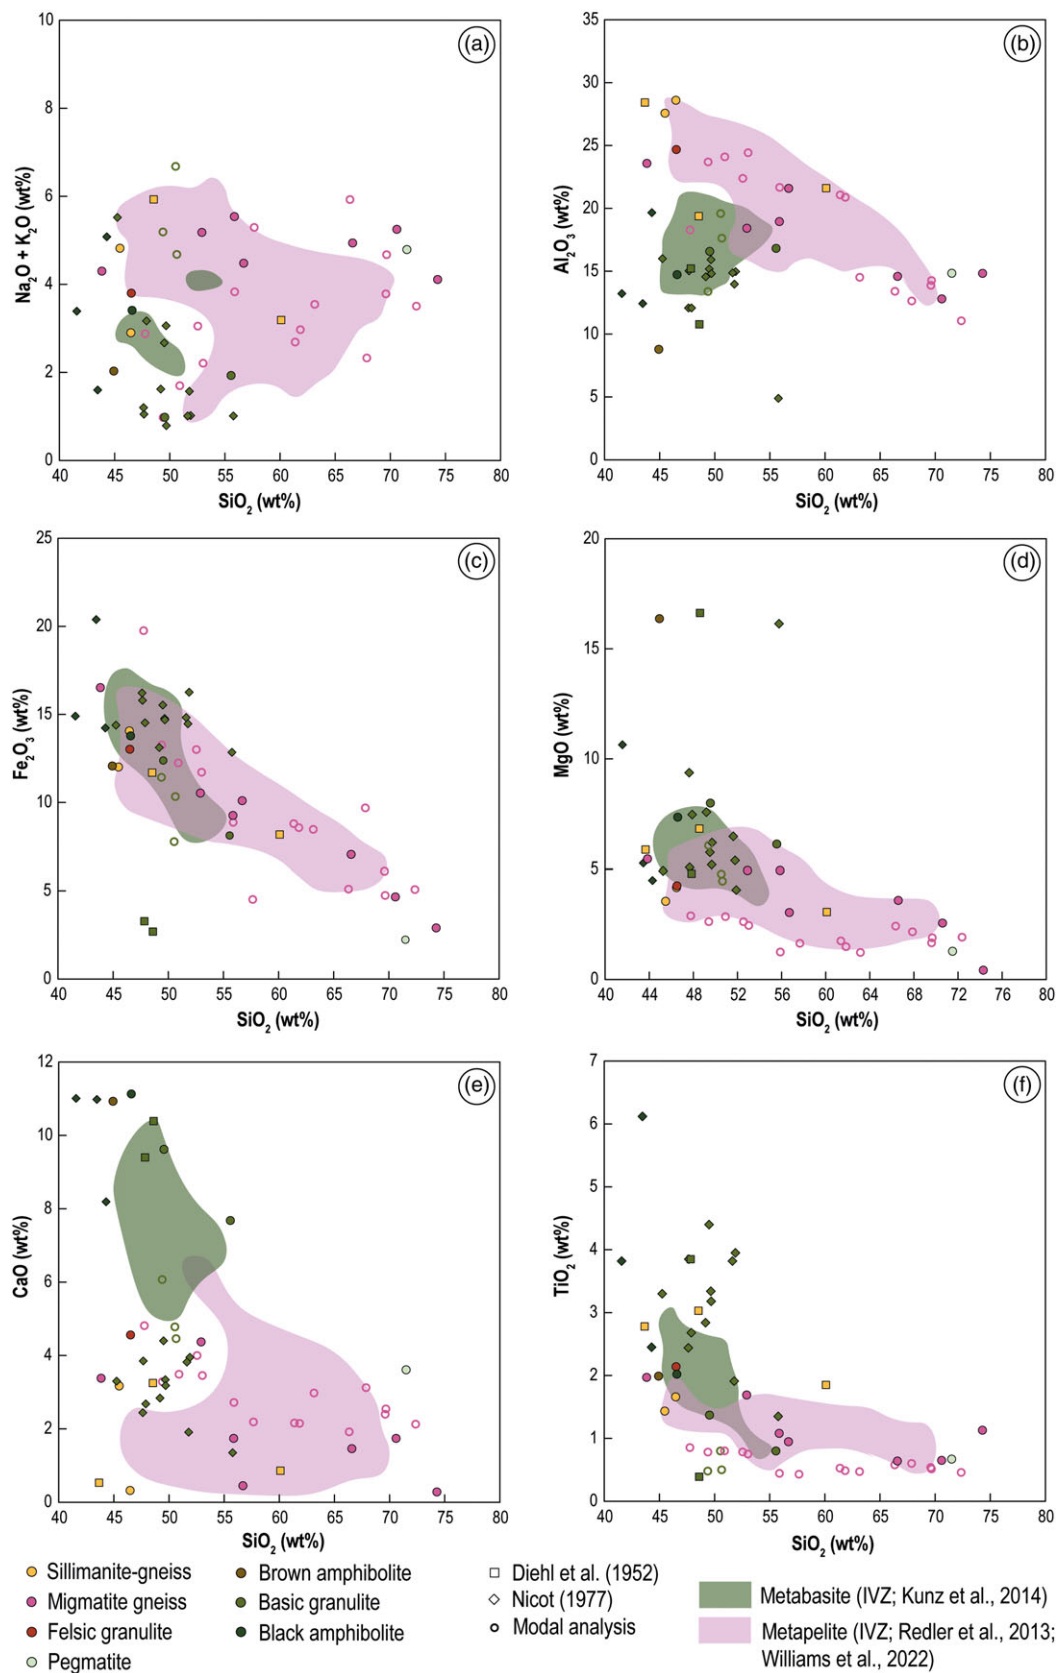 (a)
10
8
6
4
2
0
Na2O + K2O (wt%)
40 45 50 55 60 65 70 75 80
SiO2 (wt%)
(b)
35
30
25
20
15
10
5
0
Al2O3 (wt%)
40 45 50 55 60 65 70 75 80
SiO2 (wt%)
(c)
25
20
15
10
5
0
Fe2O3 (wt%)
40 45 50 55 60 65 70 75 80
SiO2 (wt%)
(d)
20
15
10
5
0
MgO (wt%)
40 44 48 52 56 60 64 68 72 76 80
SiO2 (wt%)
(e)
12
10
8
6
4
2
0
CaO (wt%)
40 45 50 55 60 65 70 75 80
SiO2 (wt%)
(f)
7
6
5
4
3
2
1
0
TiO2 (wt%)
40 45 50 55 60 65 70 75 80
SiO2 (wt%)
Sillimanite-gneiss
Migmatite gneiss
Felsic granulite
Pegmatite
Brown amphibolite
Basic granulite
Black amphibolite
Diehl et al. (1952)
Nicot (1977)
Modal analysis
Metabasite (IVZ; Kunz et al., 2014)
Metapelite (IVZ; Redler et al., 2013;
Williams et al., 2022)